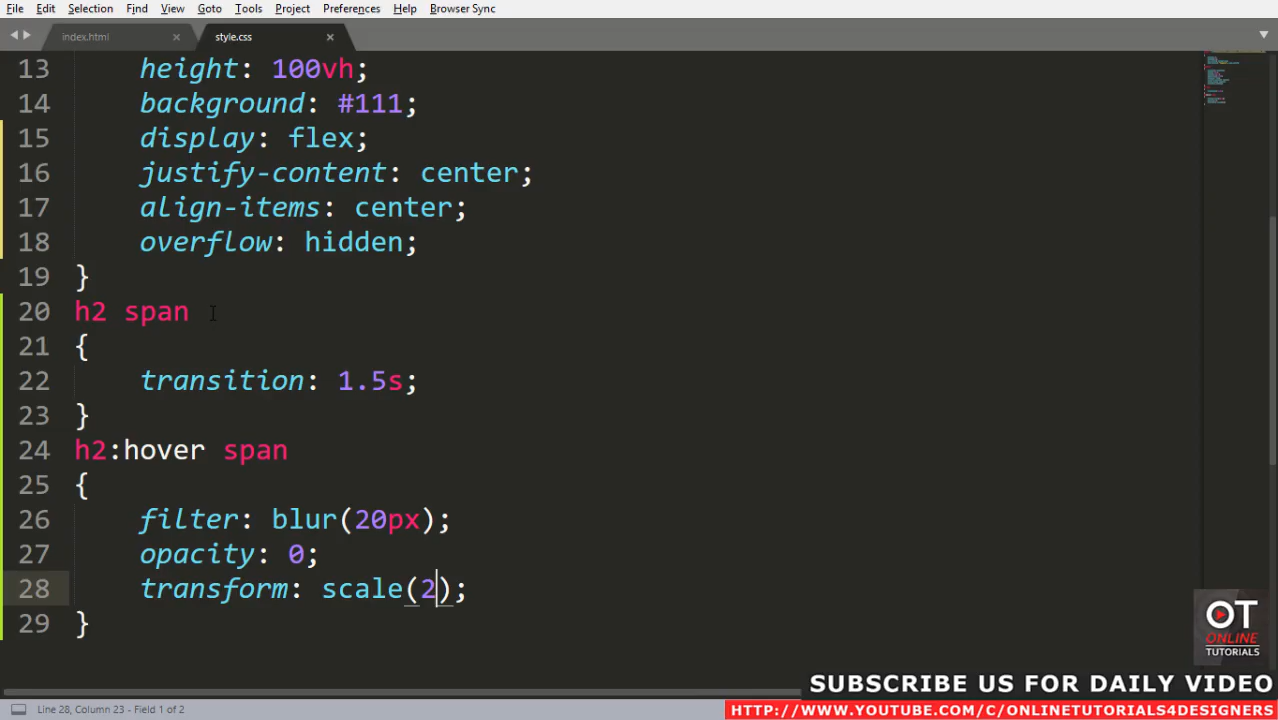 File Edit Selection Find View Goto Tools Project Preferences Help Browser Sync
index.html × style.css ×
13 height: 100vh;
14 background: #111;
15 display: flex;
16 justify-content: center;
17 align-items: center;
18 overflow: hidden;
19 }
20 h2 span
21 {
22 transition: 1.5s;
23 }
24 h2:hover span
25 {
26 filter: blur(20px);
27 opacity: 0;
28 transform: scale(2);
29 }
OT
ONLINE
TUTORIALS
SUBSCRIBE US FOR DAILY VIDEO
Line 28, Column 23 - Field 1 of 2
HTTP://WWW.YOUTUBE.COM/C/ONLINETUTORIALS4DESIGNERS